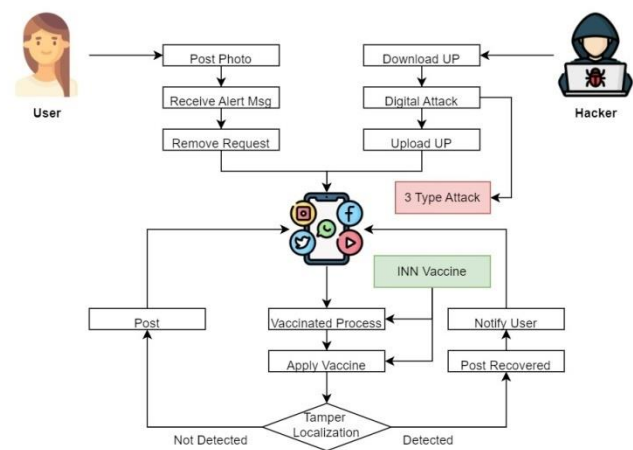 Post Photo
Download UP
Receive Alert Msg
Digital Attack
User
Hacker
Remove Request
Upload UP
3 Type Attack
INN Vaccine
Post
Vaccinated Process
Notify User
Apply Vaccine
Post Recovered
Tamper
Localization
Not Detected
Detected